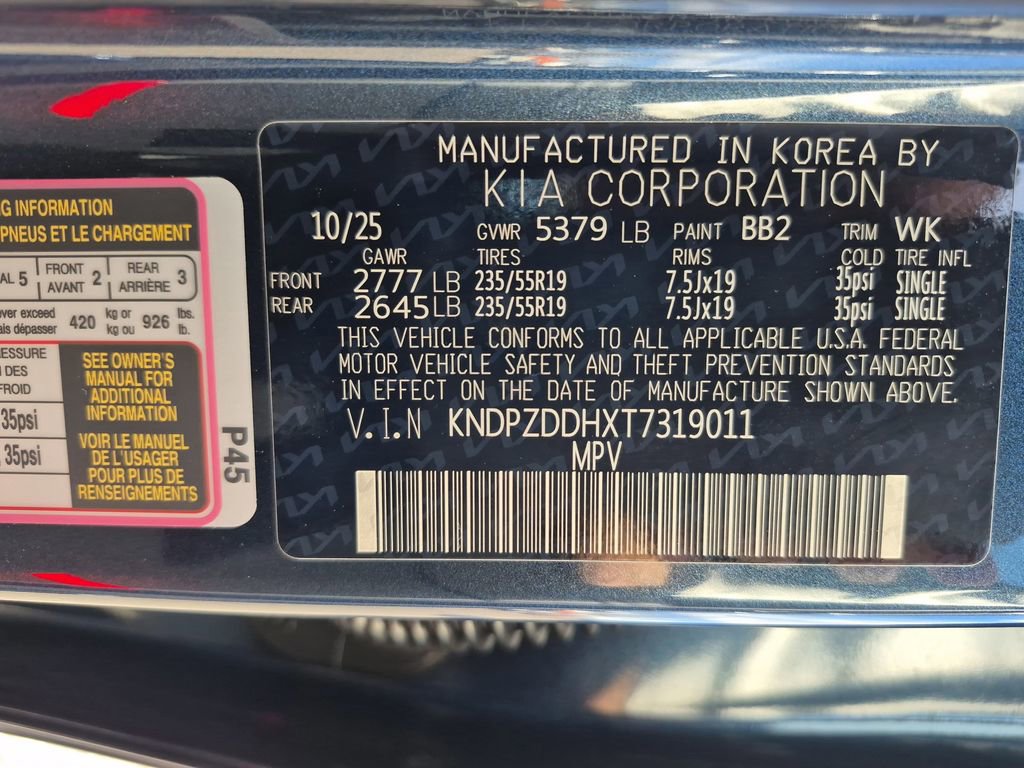 MANUFACTURED IN KOREA BY
KIA CORPORATION
10/25 GVWR 5379 LB PAINT BB2 TRIM WK
GAWR TIRES RIMS COLD TIRE INFL
FRONT 2777 LB 235/55R19 7.5Jx19 35psi SINGLE
REAR 2645 LB 235/55R19 7.5Jx19 35psi SINGLE
THIS VEHICLE CONFORMS TO ALL APPLICABLE U.S.A. FEDERAL
MOTOR VEHICLE SAFETY AND THEFT PREVENTION STANDARDS
IN EFFECT ON THE DATE OF MANUFACTURE SHOWN ABOVE.
V.I.N KNDPZDDHXT7319011
MPV
INFORMATION
PNEUS ET LE CHARGEMENT
5 FRONT AVANT 2 REAR ARRIÈRE 3
exceed
dépasser 420 kg or kg ou 926 lbs. lb.
DES
FROID
35psi
35psi
SEE OWNER'S
MANUAL FOR
ADDITIONAL
INFORMATION
VOIR LE MANUEL
DE L'USAGER
POUR PLUS DE
RENSEIGNEMENTS
P45